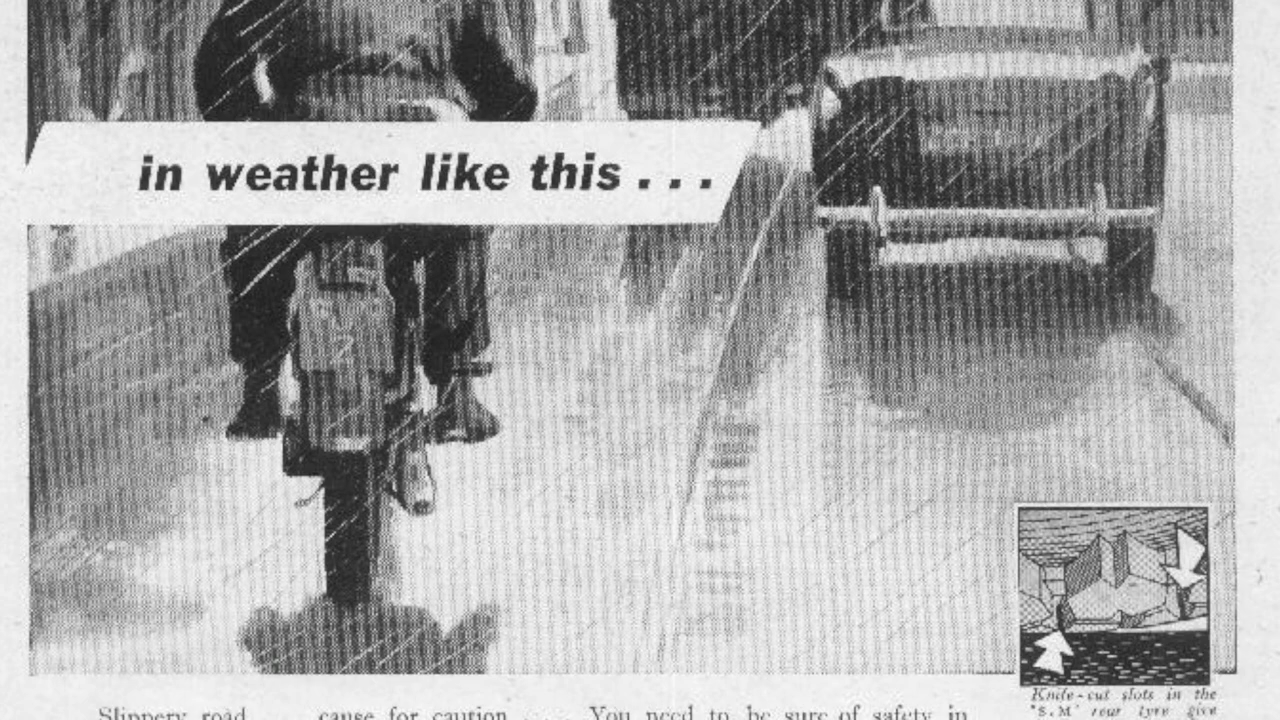 in weather like this . . .
Knife-cut slots in the
"S.M" rear tyre give
Slippery road ..... cause for caution ..... You need to be sure of safety in